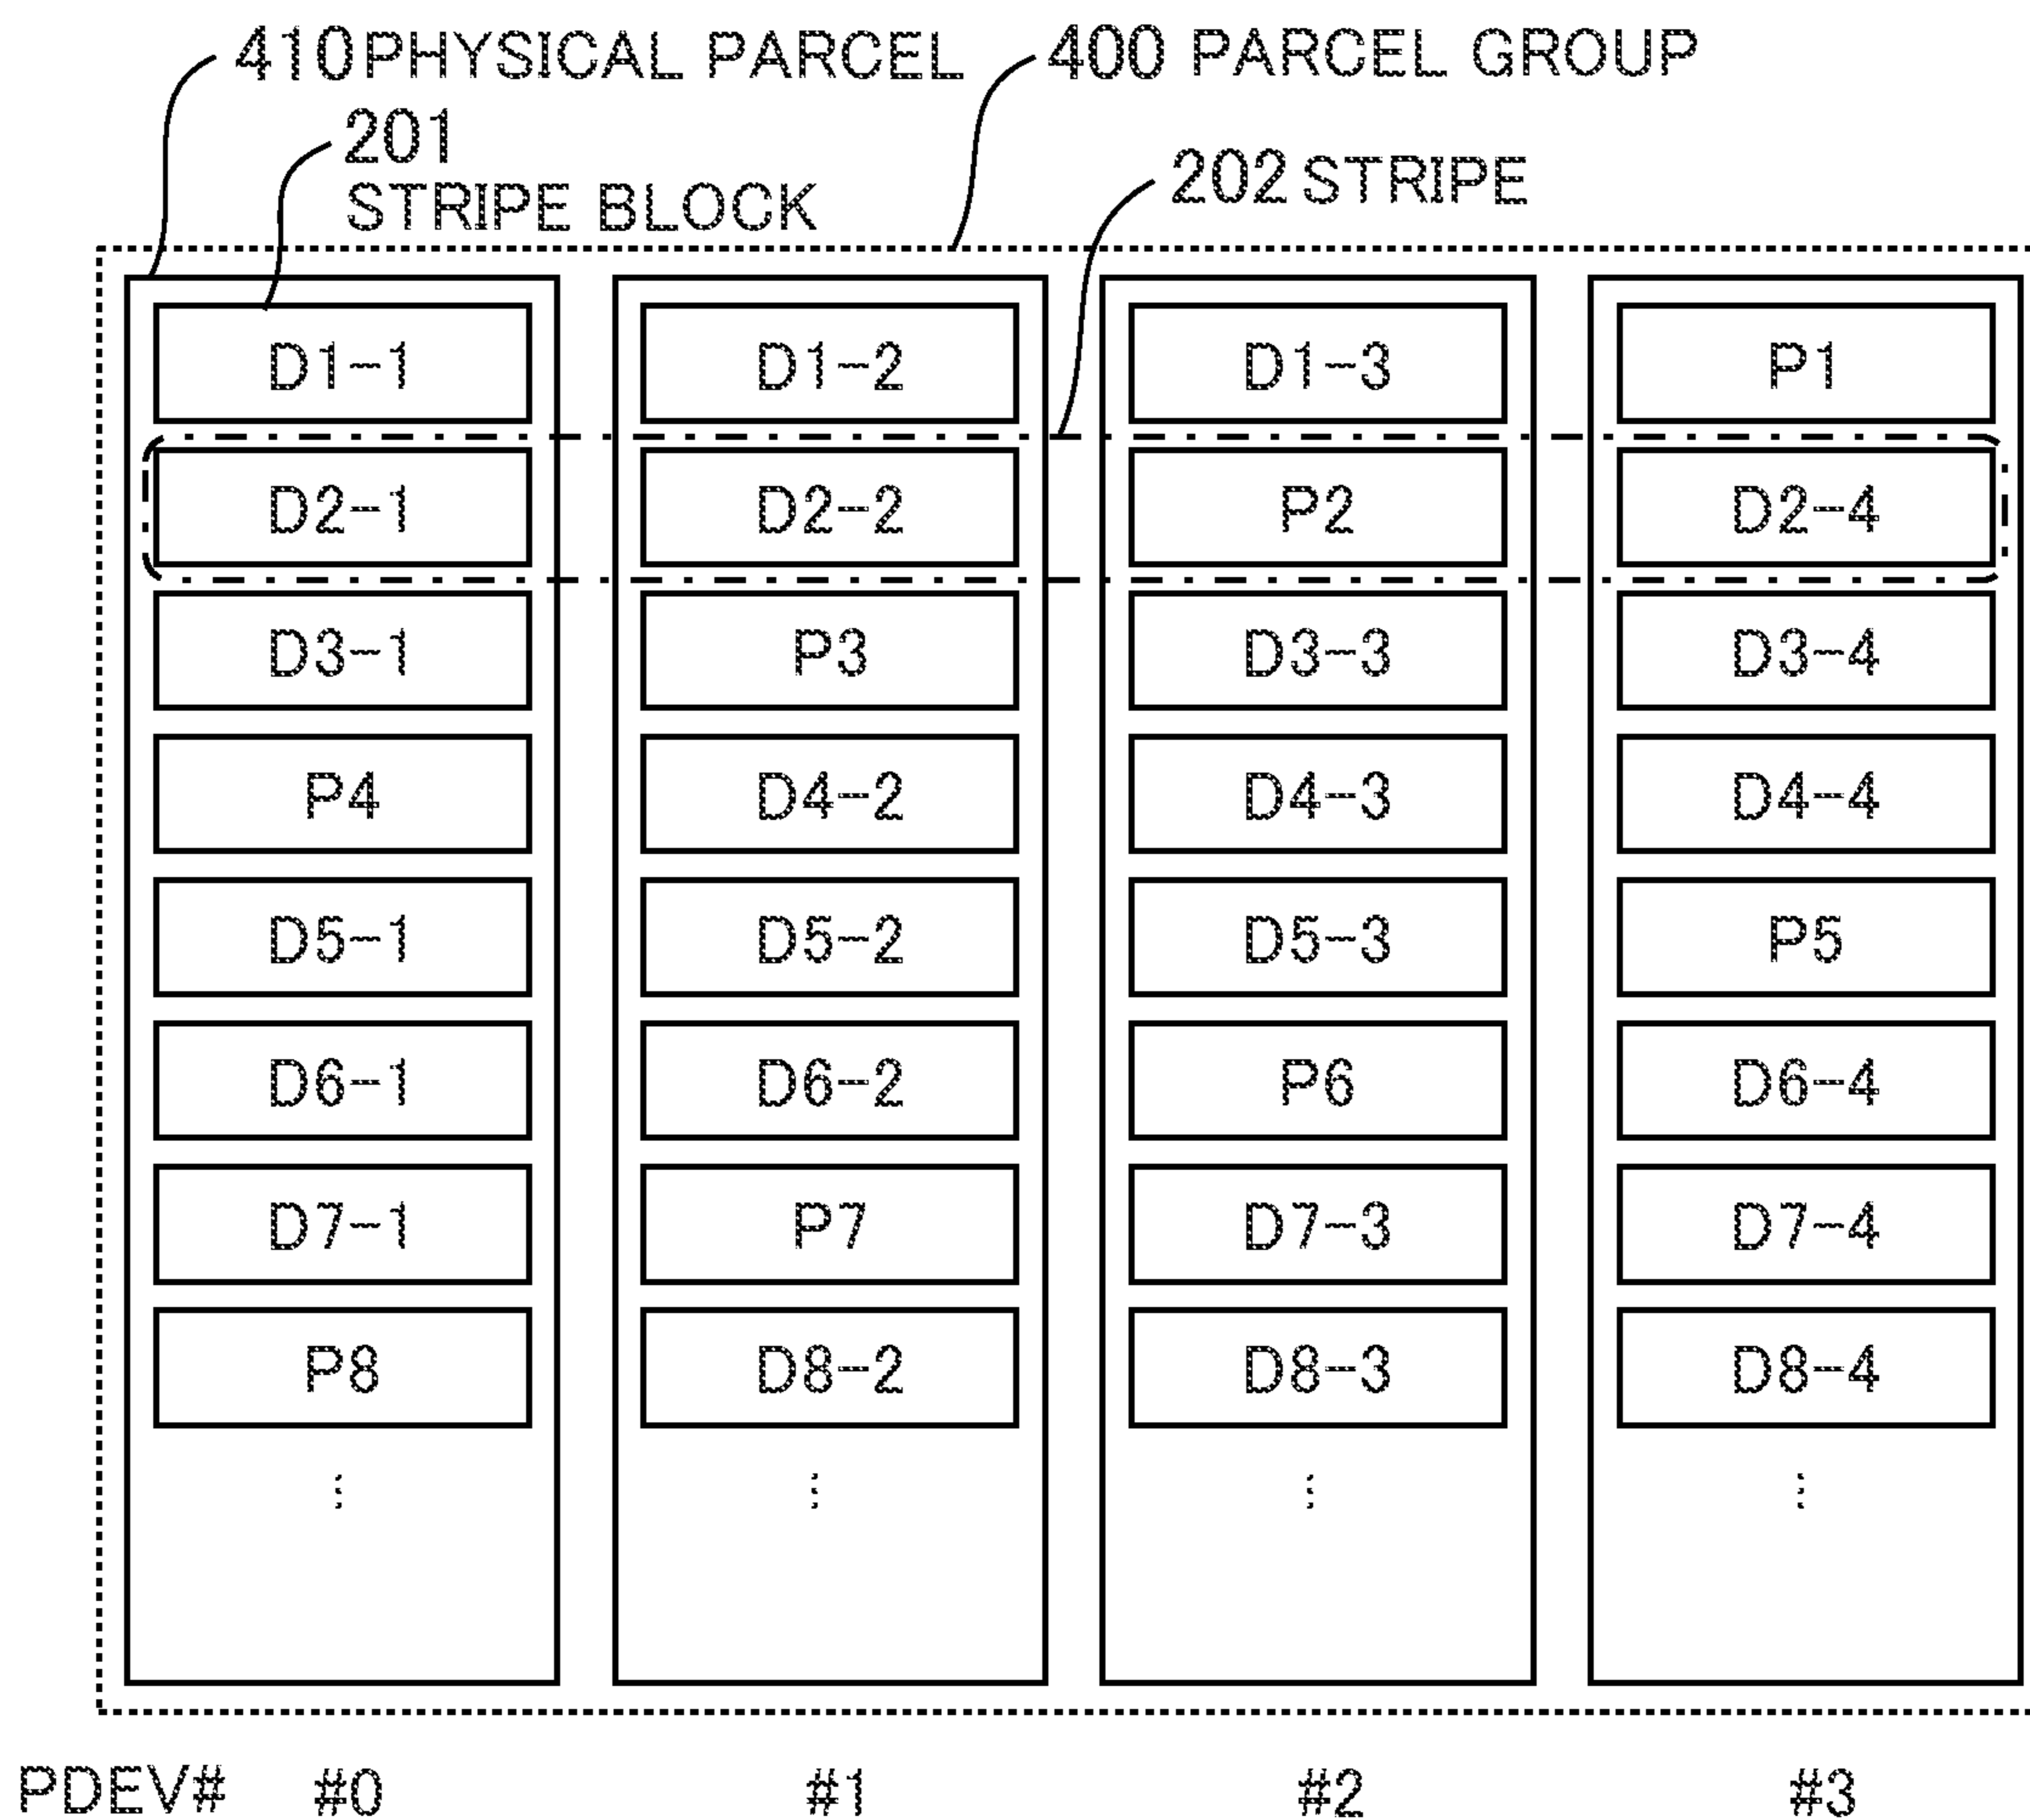 410 PHYSICAL PARCEL
400 PARCEL GROUP
201
STRIPE BLOCK
202 STRIPE
D1-1 D1-2 D1-3 P1
D2-1 D2-2 P2 D2-4
D3-1 P3 D3-3 D3-4
P4 D4-2 D4-3 D4-4
D5-1 D5-2 D5-3 P5
D6-1 D6-2 P6 D6-4
D7-1 P7 D7-3 D7-4
P8 D8-2 D8-3 D8-4
⋮ ⋮ ⋮ ⋮
PDEV# #0 #1 #2 #3